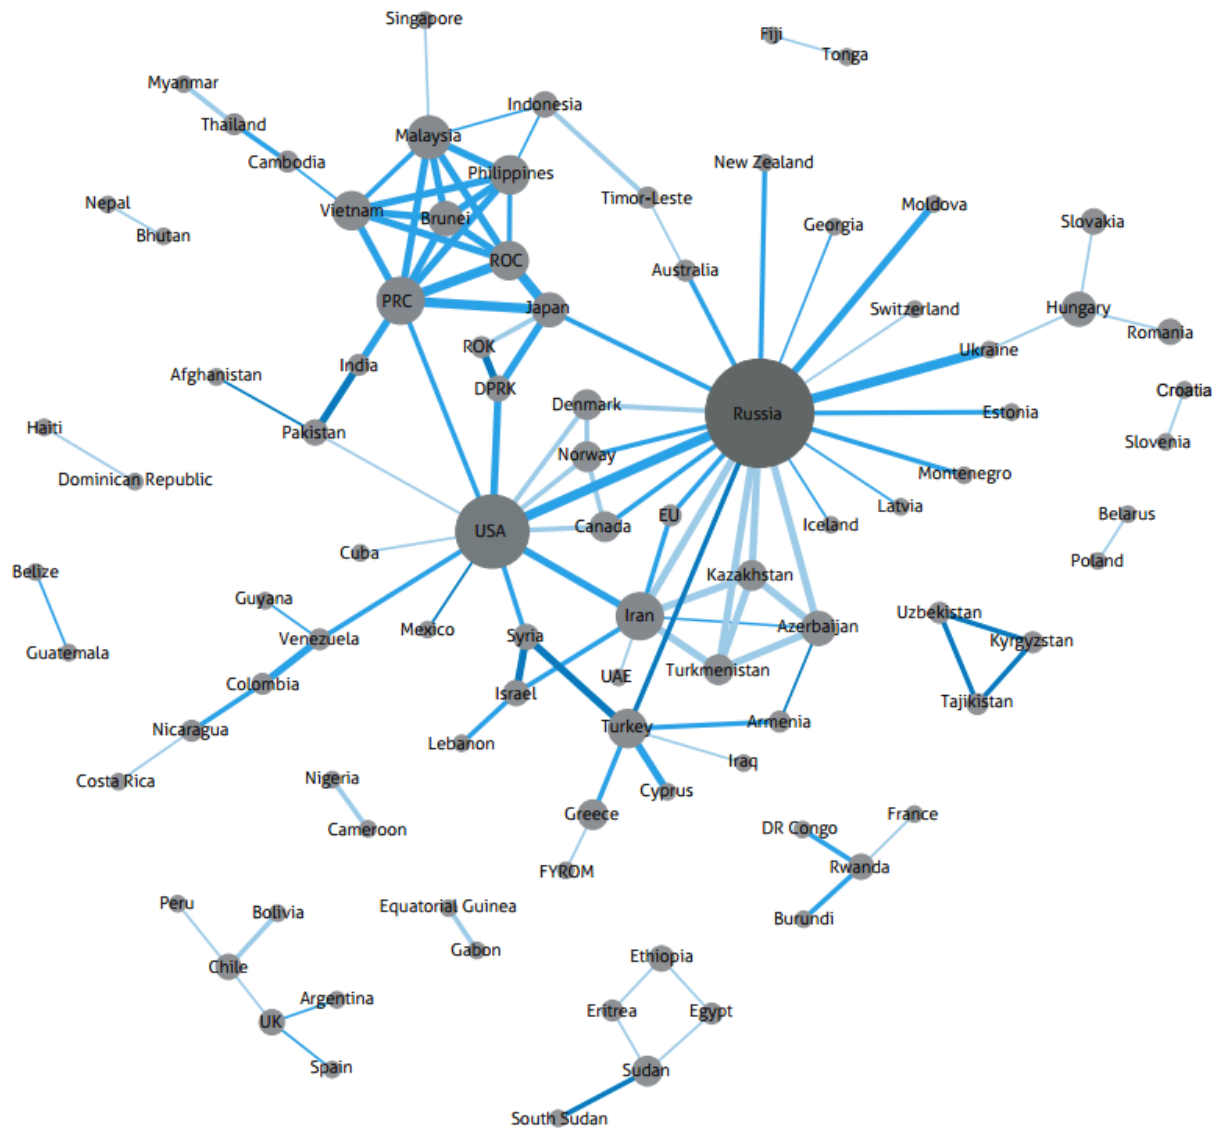 Singapore
Fiji
Tonga
Myanmar
Indonesia
Thailand
Malaysia
Cambodia
New Zealand
Philippines
Timor-Leste
Nepal
Vietnam
Brunei
Moldova
Georgia
Slovakia
Bhutan
ROC
Australia
PRC
Japan
Switzerland
Hungary
Romania
ROK
Ukraine
India
Afghanistan
DPRK
Croatia
Denmark
Russia
Estonia
Haiti
Pakistan
Slovenia
Norway
Dominican Republic
Montenegro
EU
Latvia
Belarus
USA
Canada
Iceland
Cuba
Poland
Belize
Kazakhstan
Guyana
Iran
Uzbekistan
Mexico
Azerbaijan
Venezuela
Syria
Kyrgyzstan
Guatemala
UAE
Turkmenistan
Colombia
Israel
Tajikistan
Nicaragua
Turkey
Armenia
Lebanon
Iraq
Costa Rica
Nigeria
Cyprus
Greece
France
Cameroon
DR Congo
FYROM
Rwanda
Peru
Bolivia
Equatorial Guinea
Burundi
Gabon
Ethiopia
Chile
Argentina
Eritrea
Egypt
UK
Spain
Sudan
South Sudan